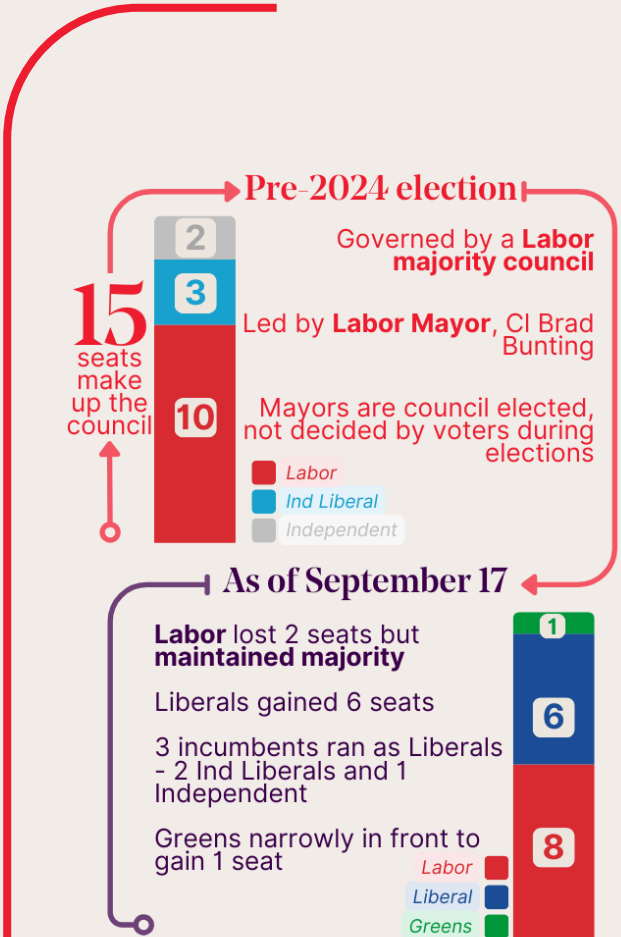 Pre-2024 election
2
3
10
15
seats
make
up the
council
Governed by a Labor
majority council
Led by Labor Mayor, Cl Brad
Bunting
Mayors are council elected,
not decided by voters during
elections
Labor
Ind Liberal
Independent
As of September 17
Labor lost 2 seats but
maintained majority
Liberals gained 6 seats
3 incumbents ran as Liberals
- 2 Ind Liberals and 1
Independent
Greens narrowly in front to
gain 1 seat
1
6
8
Labor
Liberal
Greens